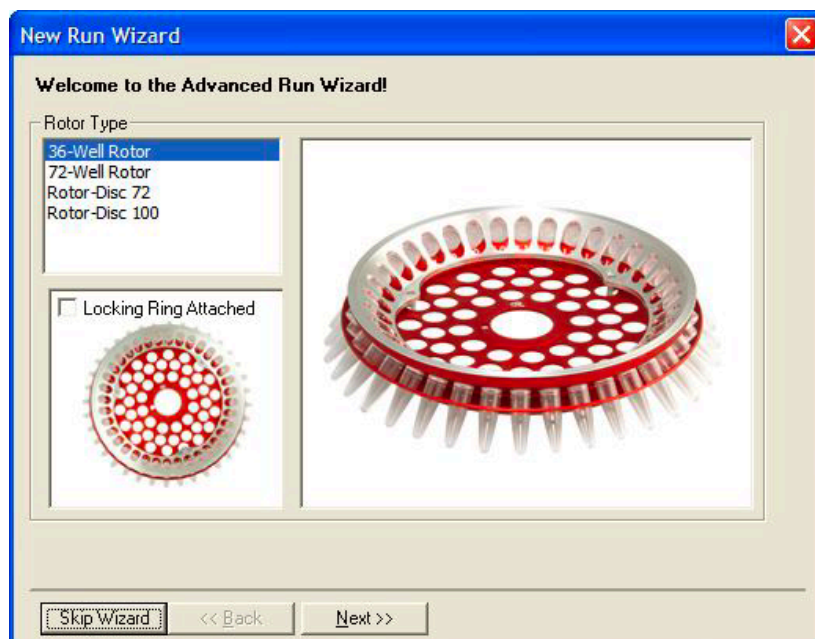 New Run Wizard
Welcome to the Advanced Run Wizard!
Rotor Type
36-Well Rotor
72-Well Rotor
Rotor-Disc 72
Rotor-Disc 100
Locking Ring Attached
Skip Wizard
<< Back
Next >>